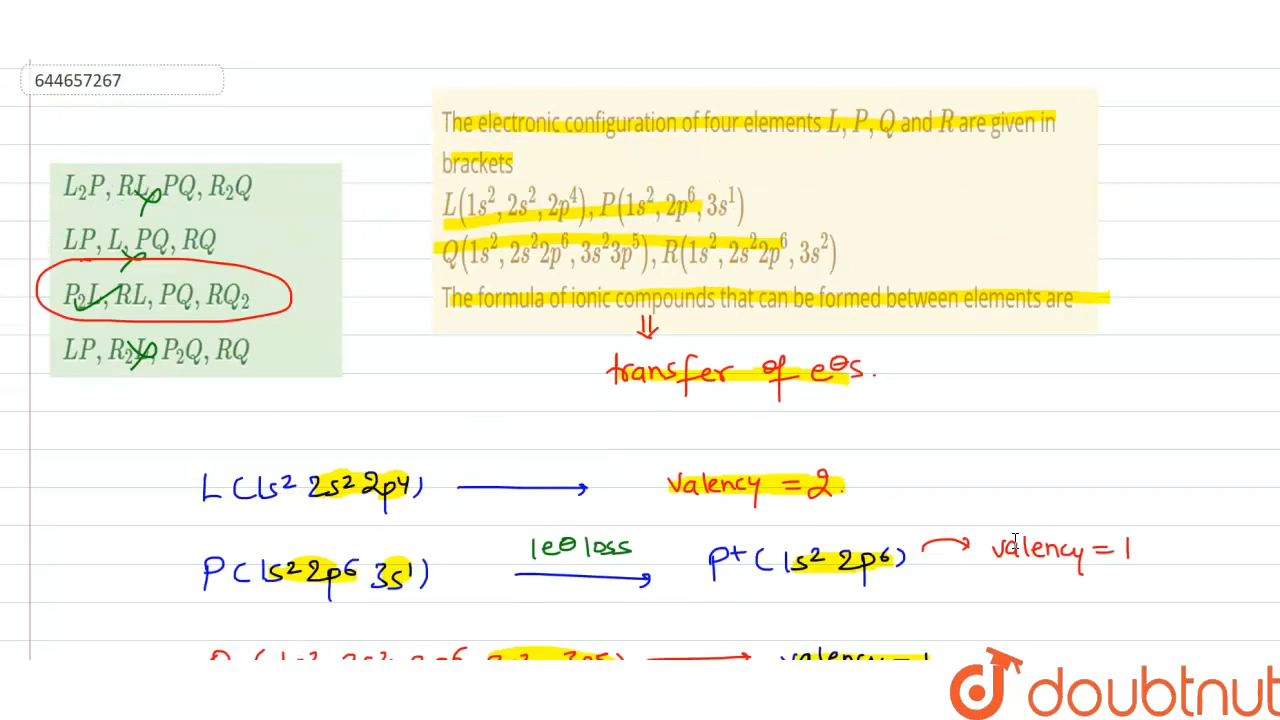 644657267
The electronic configuration of four elements L, P, Q and R are given in
brackets
L(1s², 2s², 2p⁴), P(1s², 2p⁶, 3s¹)
Q(1s², 2s²2p⁶, 3s²3p⁵), R(1s², 2s²2p⁶, 3s²)
The formula of ionic compounds that can be formed between elements are
L₂P, RL, PQ, R₂Q
LP, L, PQ, RQ
P₂L, RL, PQ, RQ₂
LP, R₂L, P₂Q, RQ
⇓
transfer of e⊖s.
L (1s² 2s² 2p⁴) ⟶ valency = 2.
P (1s² 2p⁶ 3s¹) 1e⊖ loss ⟶ P+ (1s² 2p⁶) → valency = 1
valency = 1
doubtnut